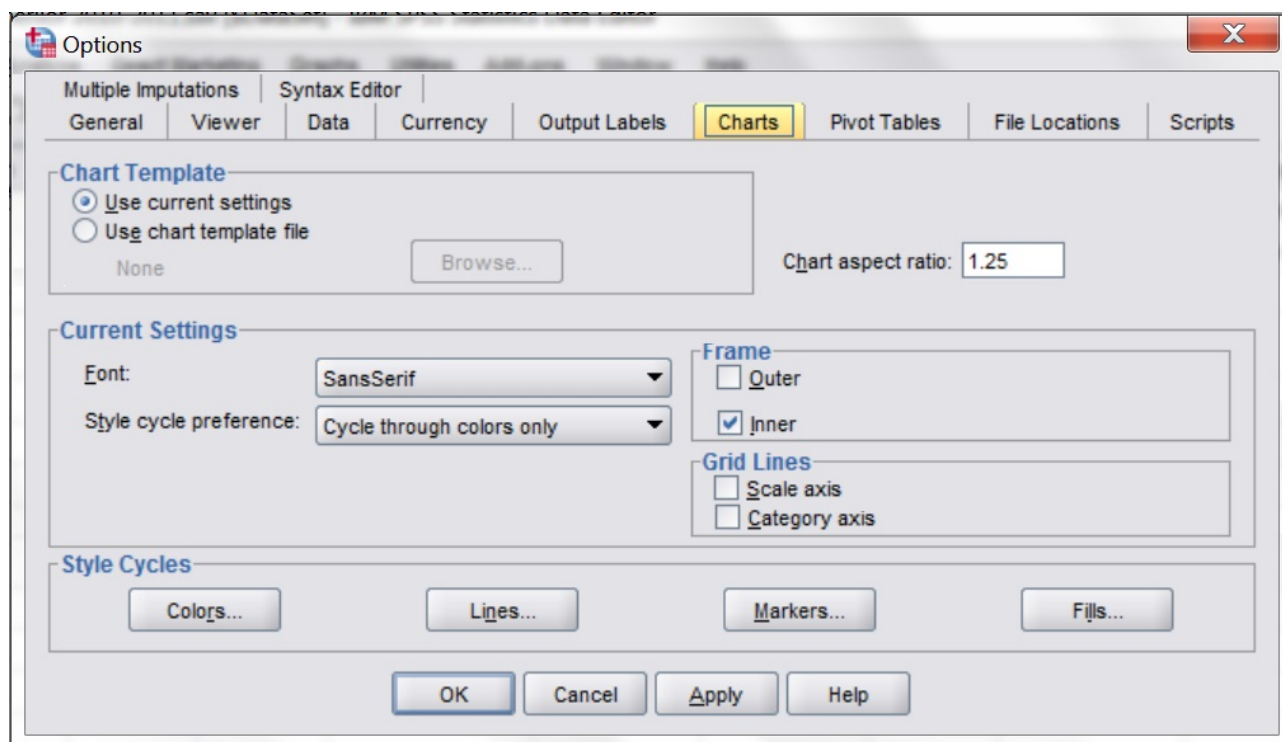 Options
Multiple Imputations Syntax Editor
General Viewer Data Currency Output Labels Charts Pivot Tables File Locations Scripts
Chart Template
Use current settings
Use chart template file
None Browse...
Chart aspect ratio: 1.25
Current Settings
Font: SansSerif
Style cycle preference: Cycle through colors only
Frame
Outer
Inner
Grid Lines
Scale axis
Category axis
Style Cycles
Colors... Lines... Markers... Fills...
OK Cancel Apply Help